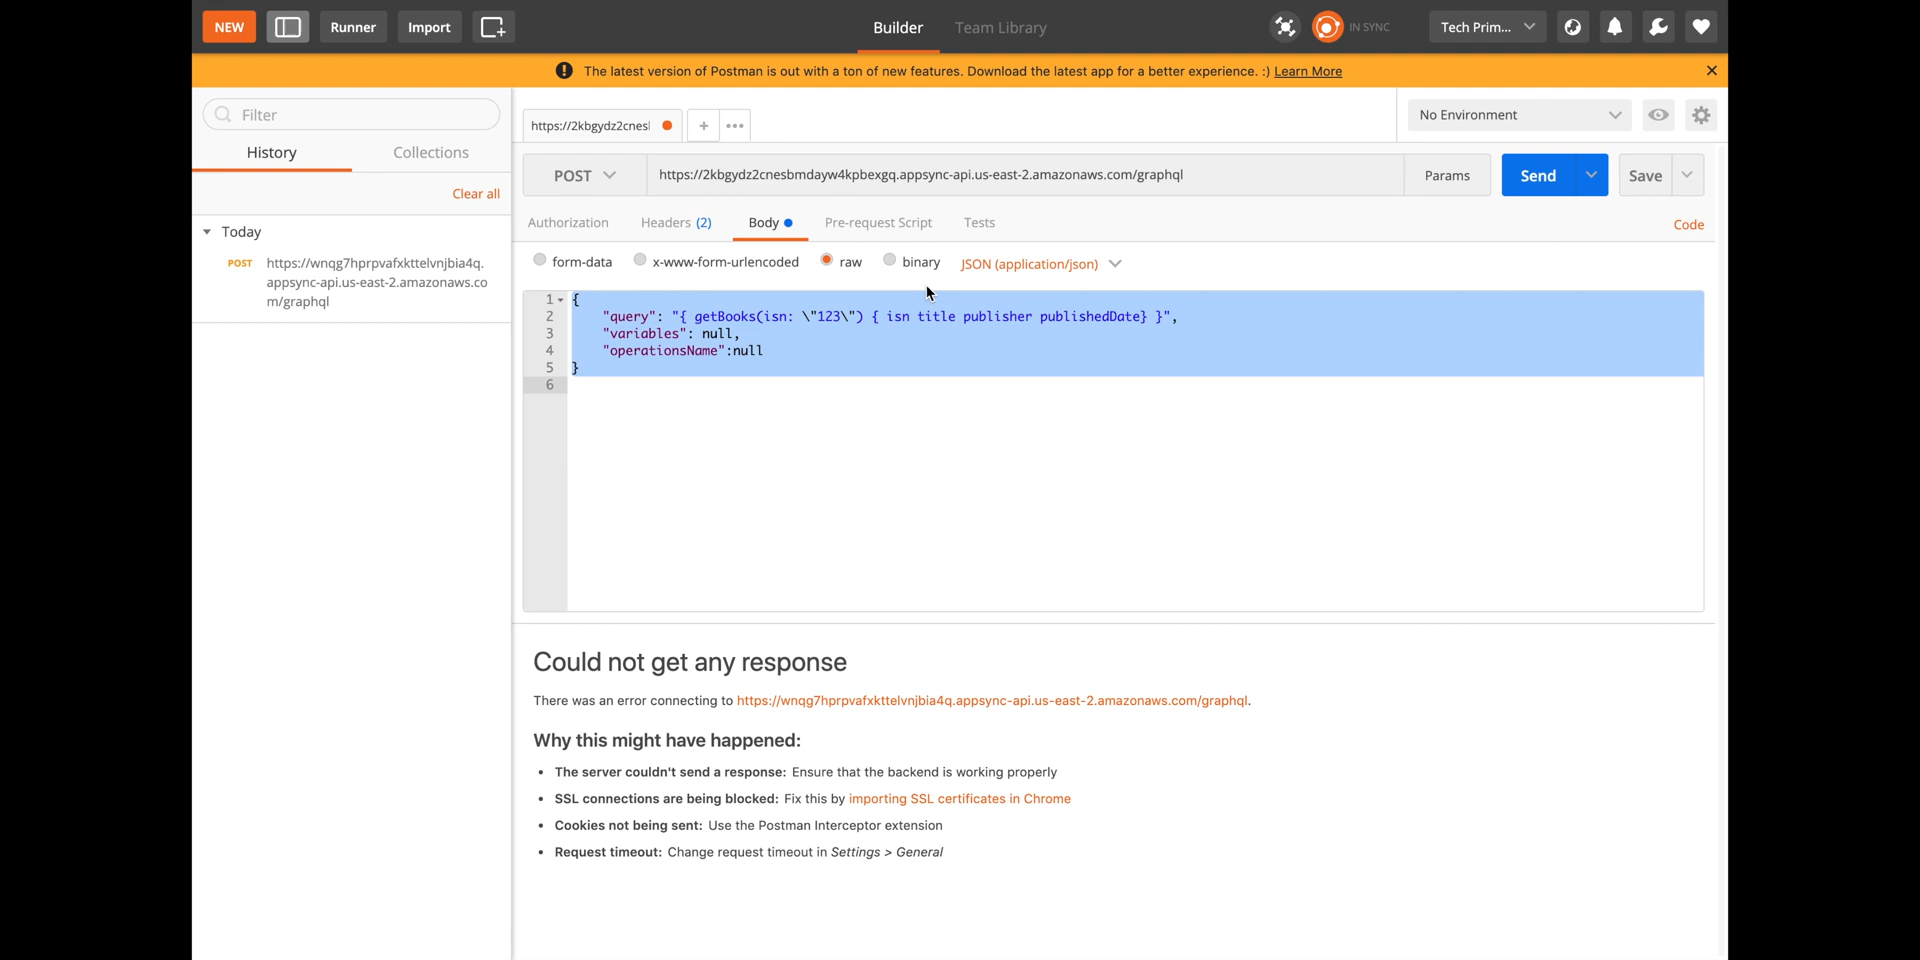 NEW
Runner
Import
Builder
Team Library
IN SYNC
Tech Prim...
The latest version of Postman is out with a ton of new features. Download the latest app for a better experience. :) Learn More
Filter
History
Collections
Clear all
Today
POST
https://wnqg7hprpvafxkttelvnjbia4q.
appsync-api.us-east-2.amazonaws.co
m/graphql
https://2kbgydz2cnesl
No Environment
POST
https://2kbgydz2cnesbmdayw4kpbexgq.appsync-api.us-east-2.amazonaws.com/graphql
Params
Send
Save
Authorization
Headers (2)
Body
Pre-request Script
Tests
Code
form-data
x-www-form-urlencoded
raw
binary
JSON (application/json)
1 {
2 "query": "{ getBooks(isn: \"123\") { isn title publisher publishedDate} }",
3 "variables": null,
4 "operationsName":null
5 }
6
Could not get any response
There was an error connecting to https://wnqg7hprpvafxkttelvnjbia4q.appsync-api.us-east-2.amazonaws.com/graphql.
Why this might have happened:
• The server couldn't send a response: Ensure that the backend is working properly
• SSL connections are being blocked: Fix this by importing SSL certificates in Chrome
• Cookies not being sent: Use the Postman Interceptor extension
• Request timeout: Change request timeout in Settings > General